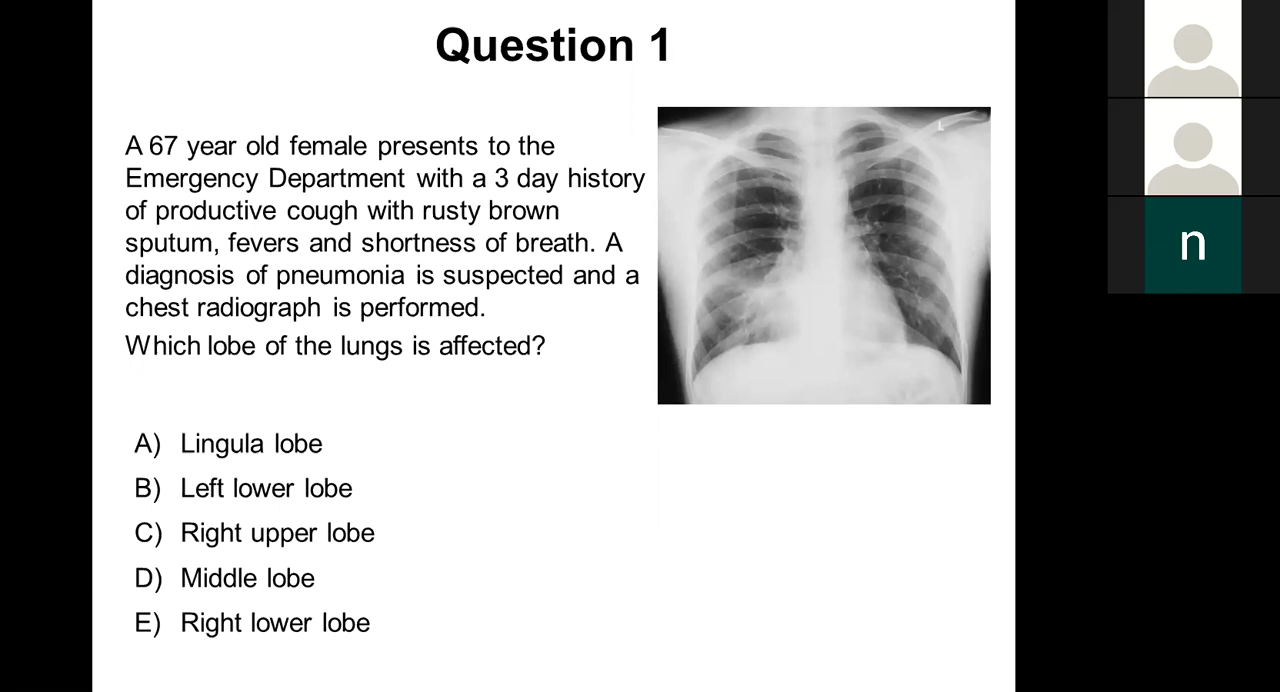 Question 1
A 67 year old female presents to the
Emergency Department with a 3 day history
of productive cough with rusty brown
sputum, fevers and shortness of breath. A
diagnosis of pneumonia is suspected and a
chest radiograph is performed.
Which lobe of the lungs is affected?
L
A) Lingula lobe
B) Left lower lobe
C) Right upper lobe
D) Middle lobe
E) Right lower lobe
n